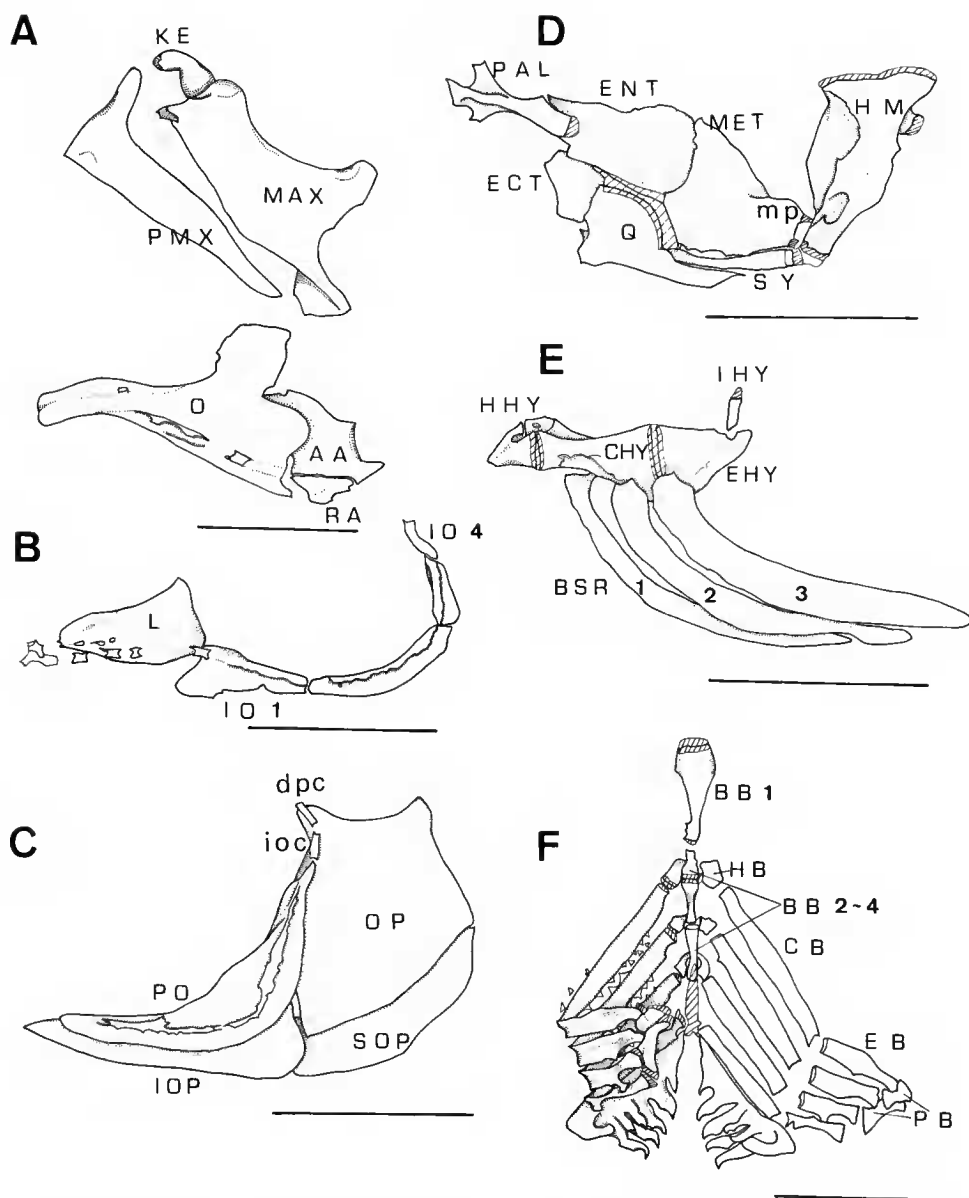 A
KE
MAX
PMX
D
AA
RA
B
IO 4
L
IO 1
C
dpc
ioc
OP
PO
SOP
IOP
D
PAL
ENT
MET
HM
ECT
mp
Q
SY
E
IHY
HHY
CHY
EHY
BSR
1
2
3
F
BB 1
HB
BB 2~4
CB
EB
PB